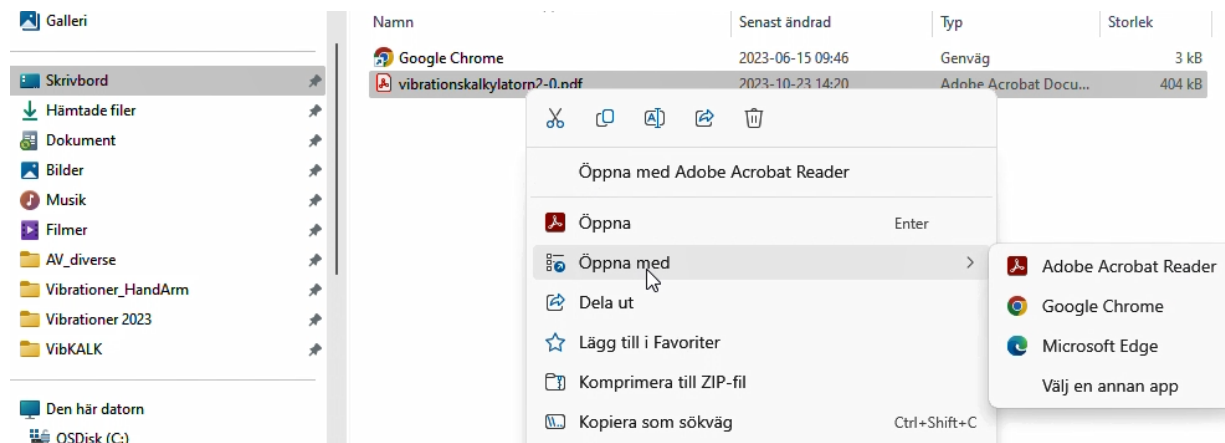 Galleri
Skrivbord
Hämtade filer
Dokument
Bilder
Musik
Filmer
AV_diverse
Vibrationer_HandArm
Vibrationer 2023
VibKALK
Den här datorn
OSDisk (C:)
Namn Senast ändrad Typ Storlek
Google Chrome 2023-06-15 09:46 Genväg 3 kB
vibrationskalkylatorn2-0.pdf 2023-10-23 14:20 Adobe Acrobat Docu... 404 kB
Öppna med Adobe Acrobat Reader
Öppna Enter
Öppna med
Dela ut
Lägg till i Favoriter
Komprimera till ZIP-fil
Kopiera som sökväg Ctrl+Shift+C
Adobe Acrobat Reader
Google Chrome
Microsoft Edge
Välj en annan app